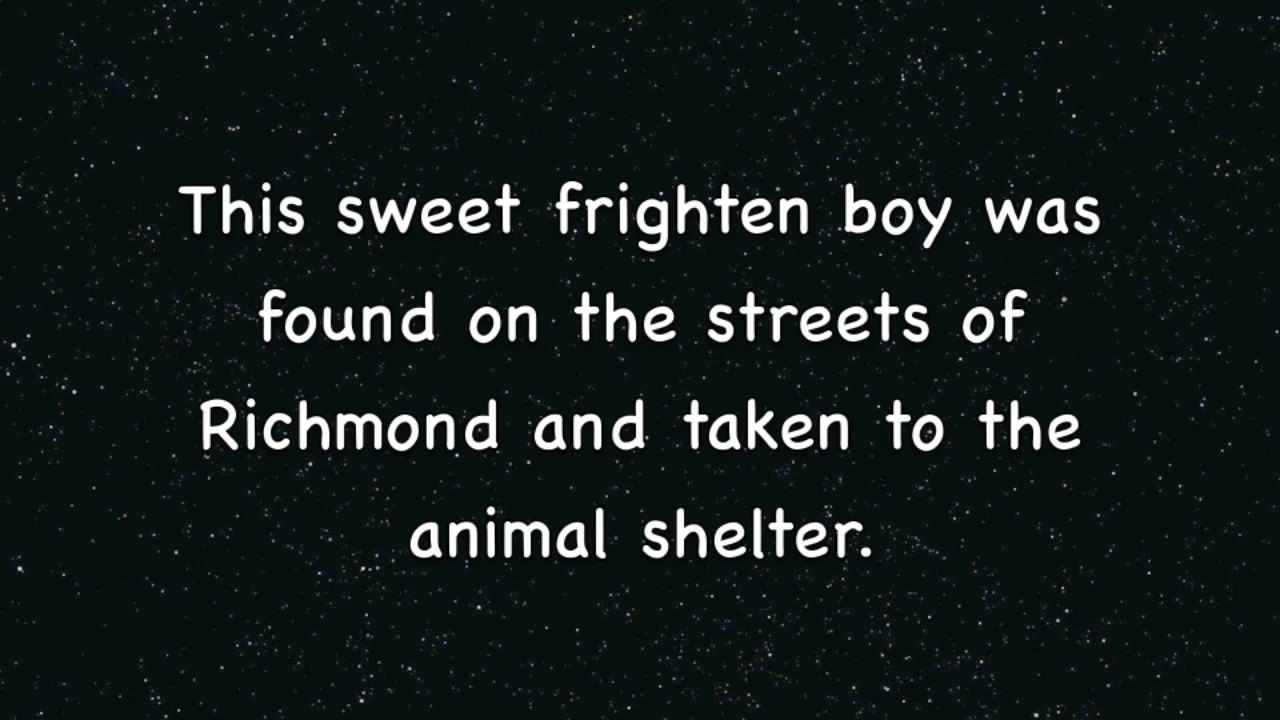 This sweet frighten boy was
found on the streets of
Richmond and taken to the
animal shelter.